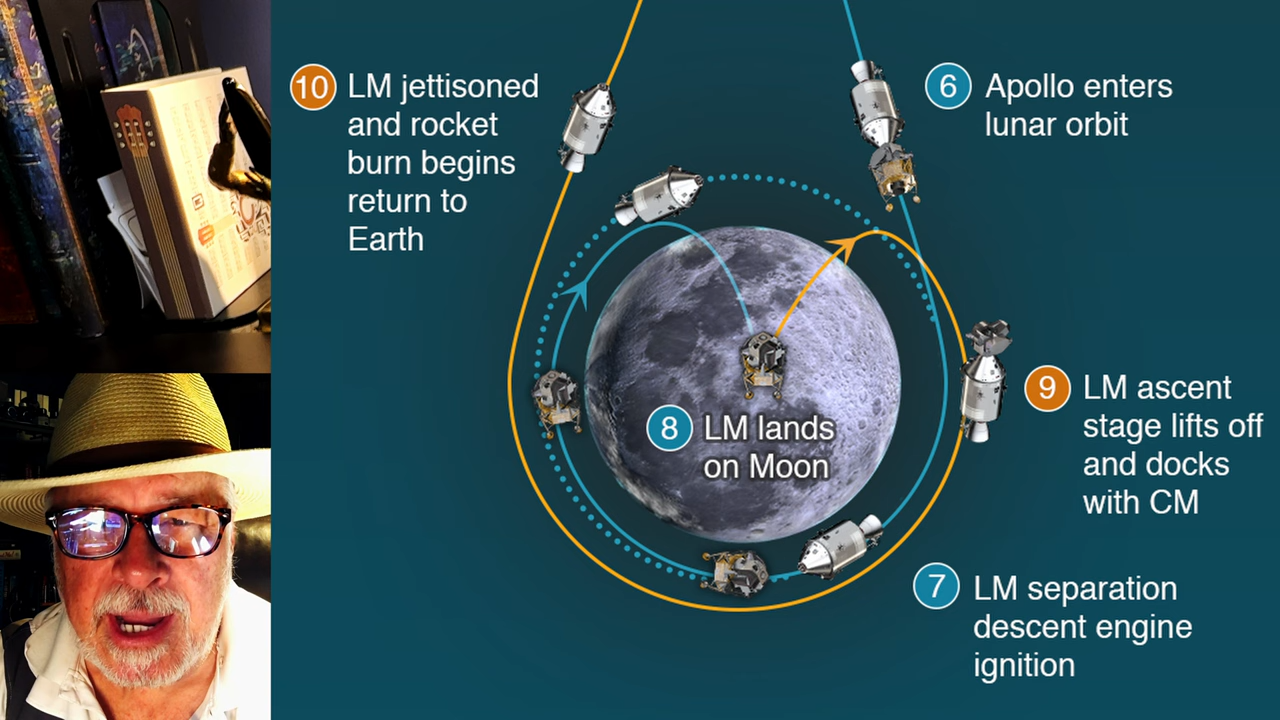 10
LM jettisoned
and rocket
burn begins
return to
Earth
6
Apollo enters
lunar orbit
9
LM ascent
stage lifts off
and docks
with CM
8
LM lands
on Moon
7
LM separation
descent engine
ignition